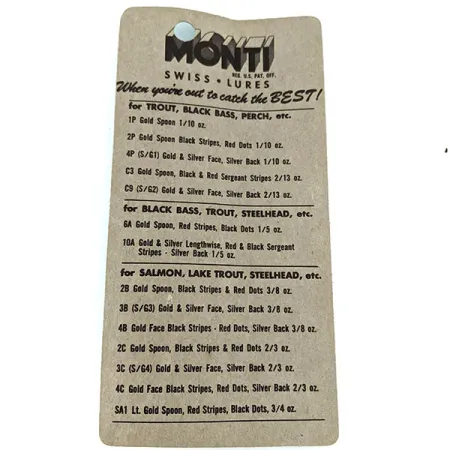 MONTI
REG. U.S. PAT. OFF.
SWISS • LURES
When you're out to catch the BEST!
for TROUT, BLACK BASS, PERCH, etc.
1P Gold Spoon 1/10 oz.
2P Gold Spoon Black Stripes, Red Dots 1/10 oz.
4P (S/G1) Gold & Silver Face, Silver Back 1/10 oz.
C3 Gold Spoon, Black & Red Sergeant Stripes 2/13 oz.
C9 (S/G2) Gold & Silver Face, Silver Back 2/13 oz.
for BLACK BASS, TROUT, STEELHEAD, etc.
6A Gold Spoon, Red Stripes, Black Dots 1/5 oz.
10A Gold & Silver Lengthwise, Red & Black Sergeant
Stripes - Silver Back 1/5 oz.
for SALMON, LAKE TROUT, STEELHEAD, etc.
2B Gold Spoon, Black Stripes & Red Dots 3/8 oz.
3B (S/G3) Gold & Silver Face, Silver Back 3/8 oz.
4B Gold Face Black Stripes - Red Dots, Silver Back 3/8 oz.
2C Gold Spoon, Black Stripes & Red Dots 2/3 oz.
3C (S/G4) Gold & Silver Face, Silver Back 2/3 oz.
4C Gold Face Black Stripes, Red Dots, Silver Back 2/3 oz.
SA1 Lt. Gold Spoon, Red Stripes, Black Dots, 3/4 oz.